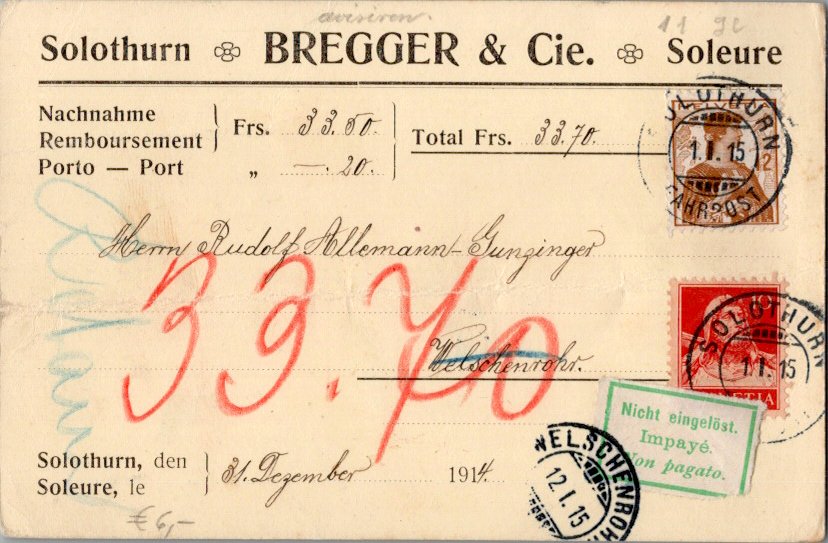 avisiren.
Solothurn BREGGER & Cie. Soleure
Nachnahme
Remboursement
Porto — Port
Frs. 33.50.
„ —. 20.
Total Frs. 33.70.
HELVETIA
12
SOLOTHURN
1.I.15
FAHRPOST
Herrn Rudolf Allemann-Gunzinger
33.70
Welschenrohr.
SOLOTHURN
1.I.15
HELVETIA
Nicht eingelöst.
Impayé.
Non pagato.
WELSCHENROHR
12.I.15
Solothurn, den
Soleure, le
31. Dezember 1914.
€ 6,-